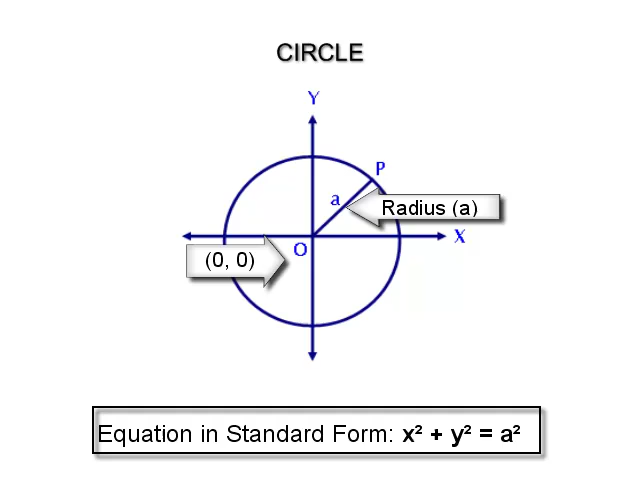 CIRCLE
Y
P
a
Radius (a)
O
X
(0, 0)
Equation in Standard Form: x² + y² = a²